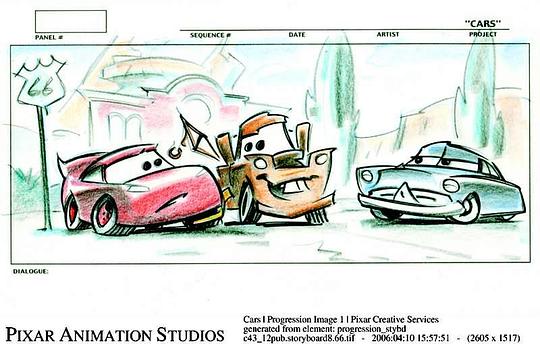 "CARS"
PANEL # SEQUENCE # DATE ARTIST PROJECT
66
DIALOGUE:
Cars | Progression Image 1 | Pixar Creative Services
generated from element: progression_stybd
c43_12pub.storyboard8.66.tif - 2006:04:10 15:57:51 - (2605 x 1517)
PIXAR ANIMATION STUDIOS